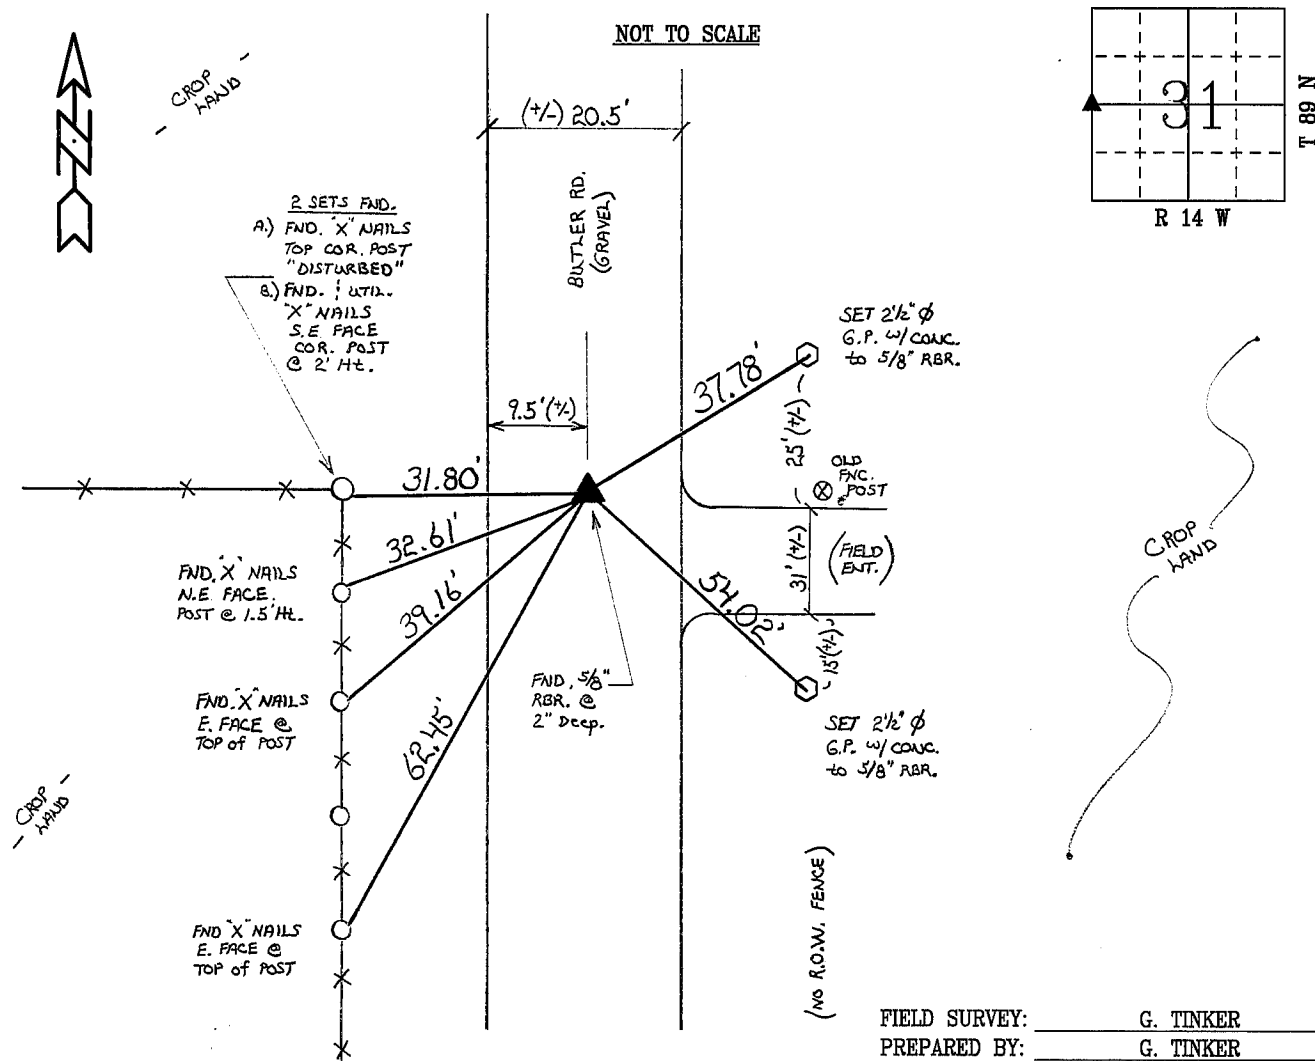 NOT TO SCALE
31
T 89 N
R 14 W
- CROP LAND -
(+/-) 20.5'
BUTLER RD.
(GRAVEL)
2 SETS FND.
A.) FND. "X" NAILS
TOP COR. POST
"DISTURBED"
B.) FND. & UTIL.
"X" NAILS
S.E FACE
COR. POST
@ 2' Ht.
SET 2 1/2" Ø
G.P. w/ CONC.
to 5/8" RBR.
37.78'
9.5'(+/-)
25'(+/-)
31.80'
OLD
FNC.
POST
32.61'
31'(+/-)
(FIELD
ENT.)
CROP
LAND
FND. "X" NAILS
N.E. FACE.
POST @ 1.5' Ht.
39.16'
54.02'
15'(+/-)
FND. 5/8"
RBR. @
2" Deep.
FND. "X" NAILS
E. FACE @
TOP of POST
62.45'
SET 2 1/2" Ø
G.P. w/ CONC.
to 5/8" RBR.
- CROP -
- LAND
FND "X" NAILS
E. FACE @
TOP of POST
(NO R.O.W. FENCE)
FIELD SURVEY: G. TINKER
PREPARED BY: G. TINKER